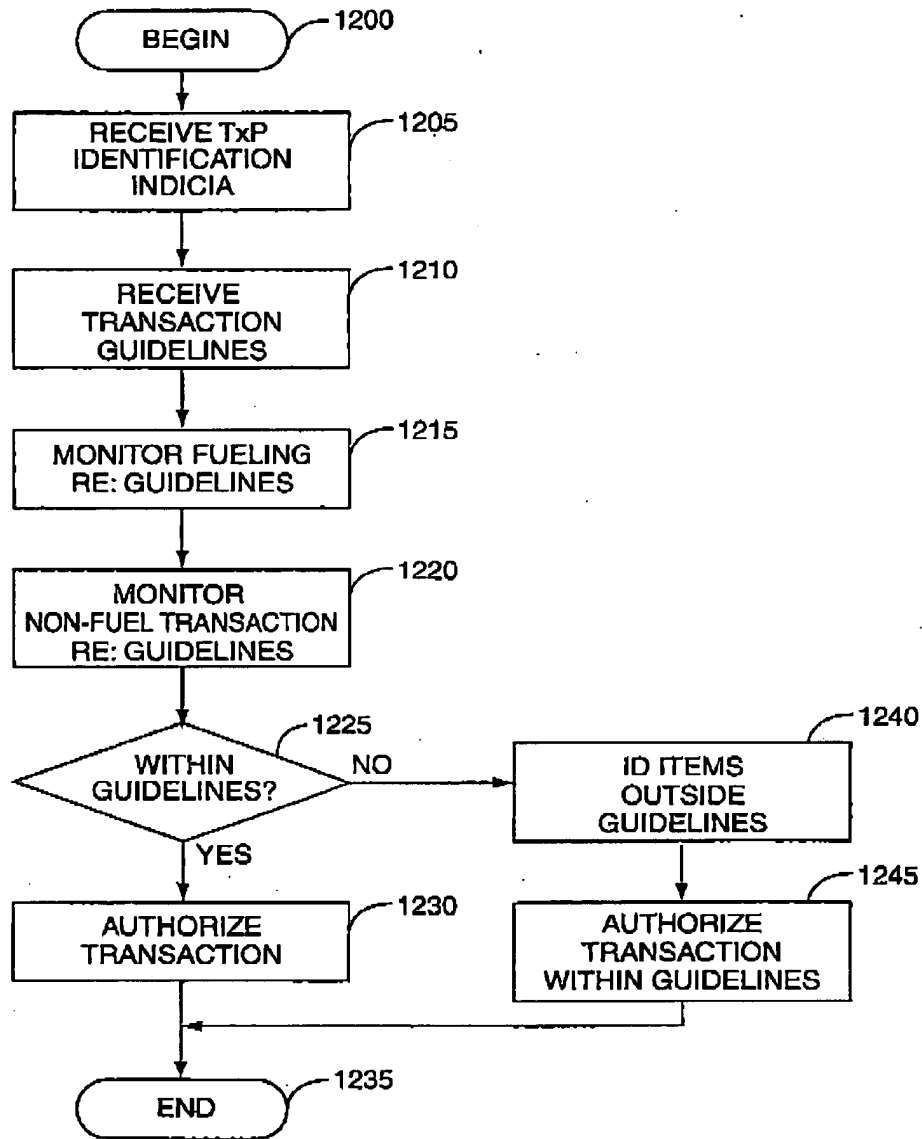 BEGIN
1200
RECEIVE TxP
IDENTIFICATION
INDICIA
1205
RECEIVE
TRANSACTION
GUIDELINES
1210
MONITOR FUELING
RE: GUIDELINES
1215
MONITOR
NON-FUEL TRANSACTION
RE: GUIDELINES
1220
WITHIN
GUIDELINES?
1225
NO
YES
ID ITEMS
OUTSIDE
GUIDELINES
1240
AUTHORIZE
TRANSACTION
1230
AUTHORIZE
TRANSACTION
WITHIN GUIDELINES
1245
END
1235